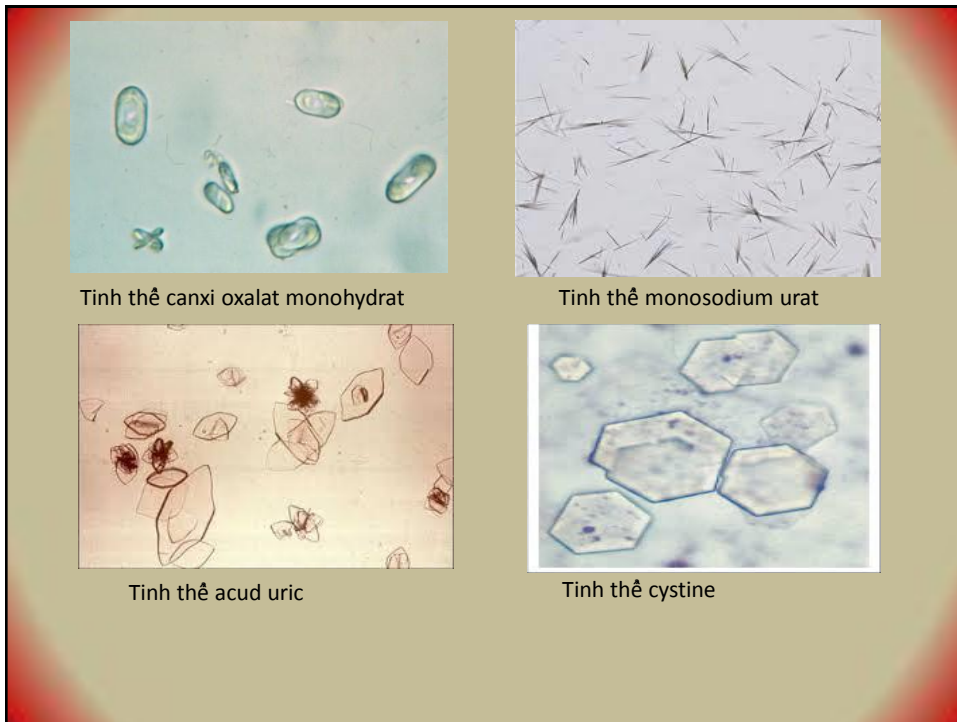 Tinh thể canxi oxalat monohydrat
Tinh thể monosodium urat
Tinh thể acud uric
Tinh thể cystine